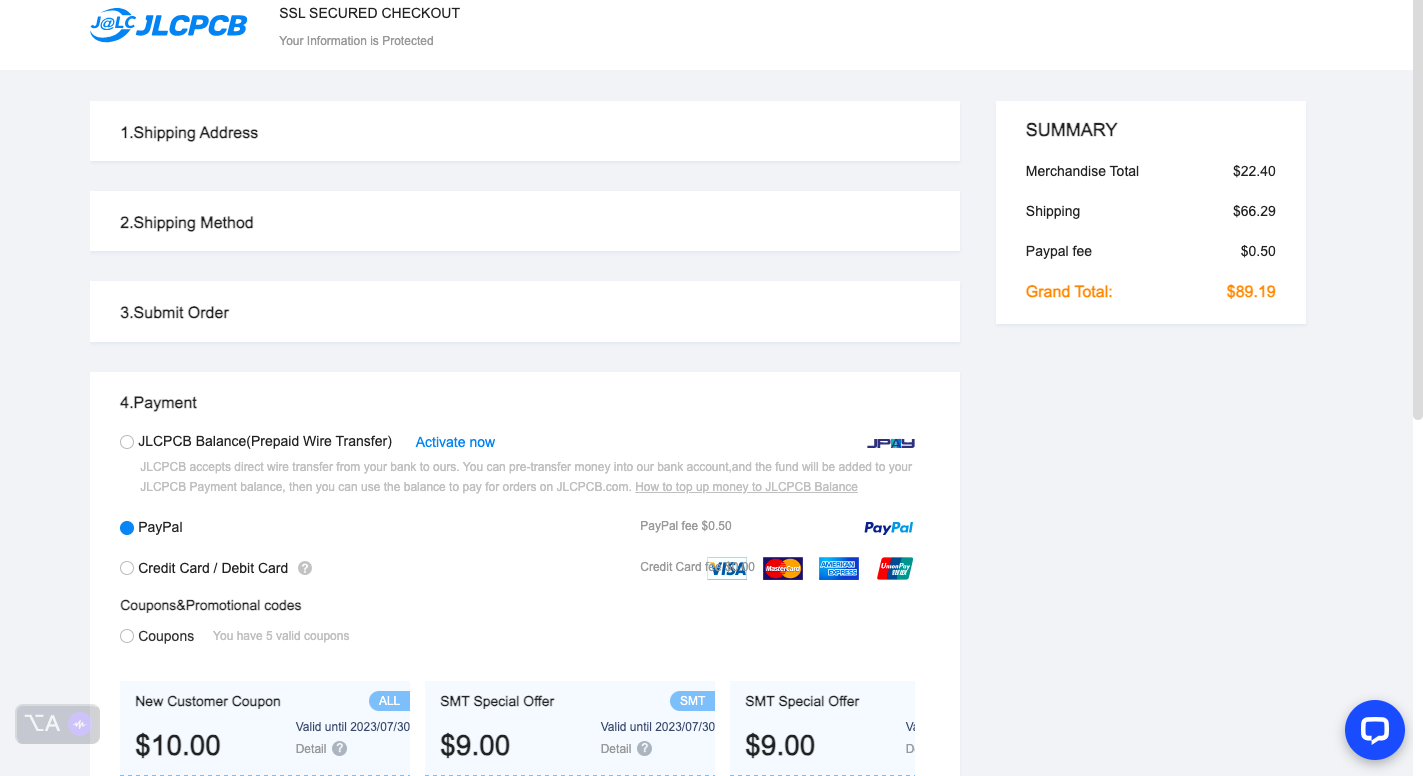 J@LC JLCPCB
SSL SECURED CHECKOUT
Your Information is Protected
1.Shipping Address
2.Shipping Method
3.Submit Order
4.Payment
JLCPCB Balance(Prepaid Wire Transfer) Activate now JPAY
JLCPCB accepts direct wire transfer from your bank to ours. You can pre-transfer money into our bank account,and the fund will be added to your
JLCPCB Payment balance, then you can use the balance to pay for orders on JLCPCB.com. How to top up money to JLCPCB Balance
PayPal PayPal fee $0.50 PayPal
Credit Card / Debit Card ? Credit Card fee $0.00 VISA MasterCard AMERICAN EXPRESS UnionPay 银联
Coupons&Promotional codes
Coupons You have 5 valid coupons
New Customer Coupon ALL
Valid until 2023/07/30
$10.00 Detail ?
SMT Special Offer SMT
Valid until 2023/07/30
$9.00 Detail ?
SMT Special Offer
$9.00
SUMMARY
Merchandise Total $22.40
Shipping $66.29
Paypal fee $0.50
Grand Total: $89.19
⌥A